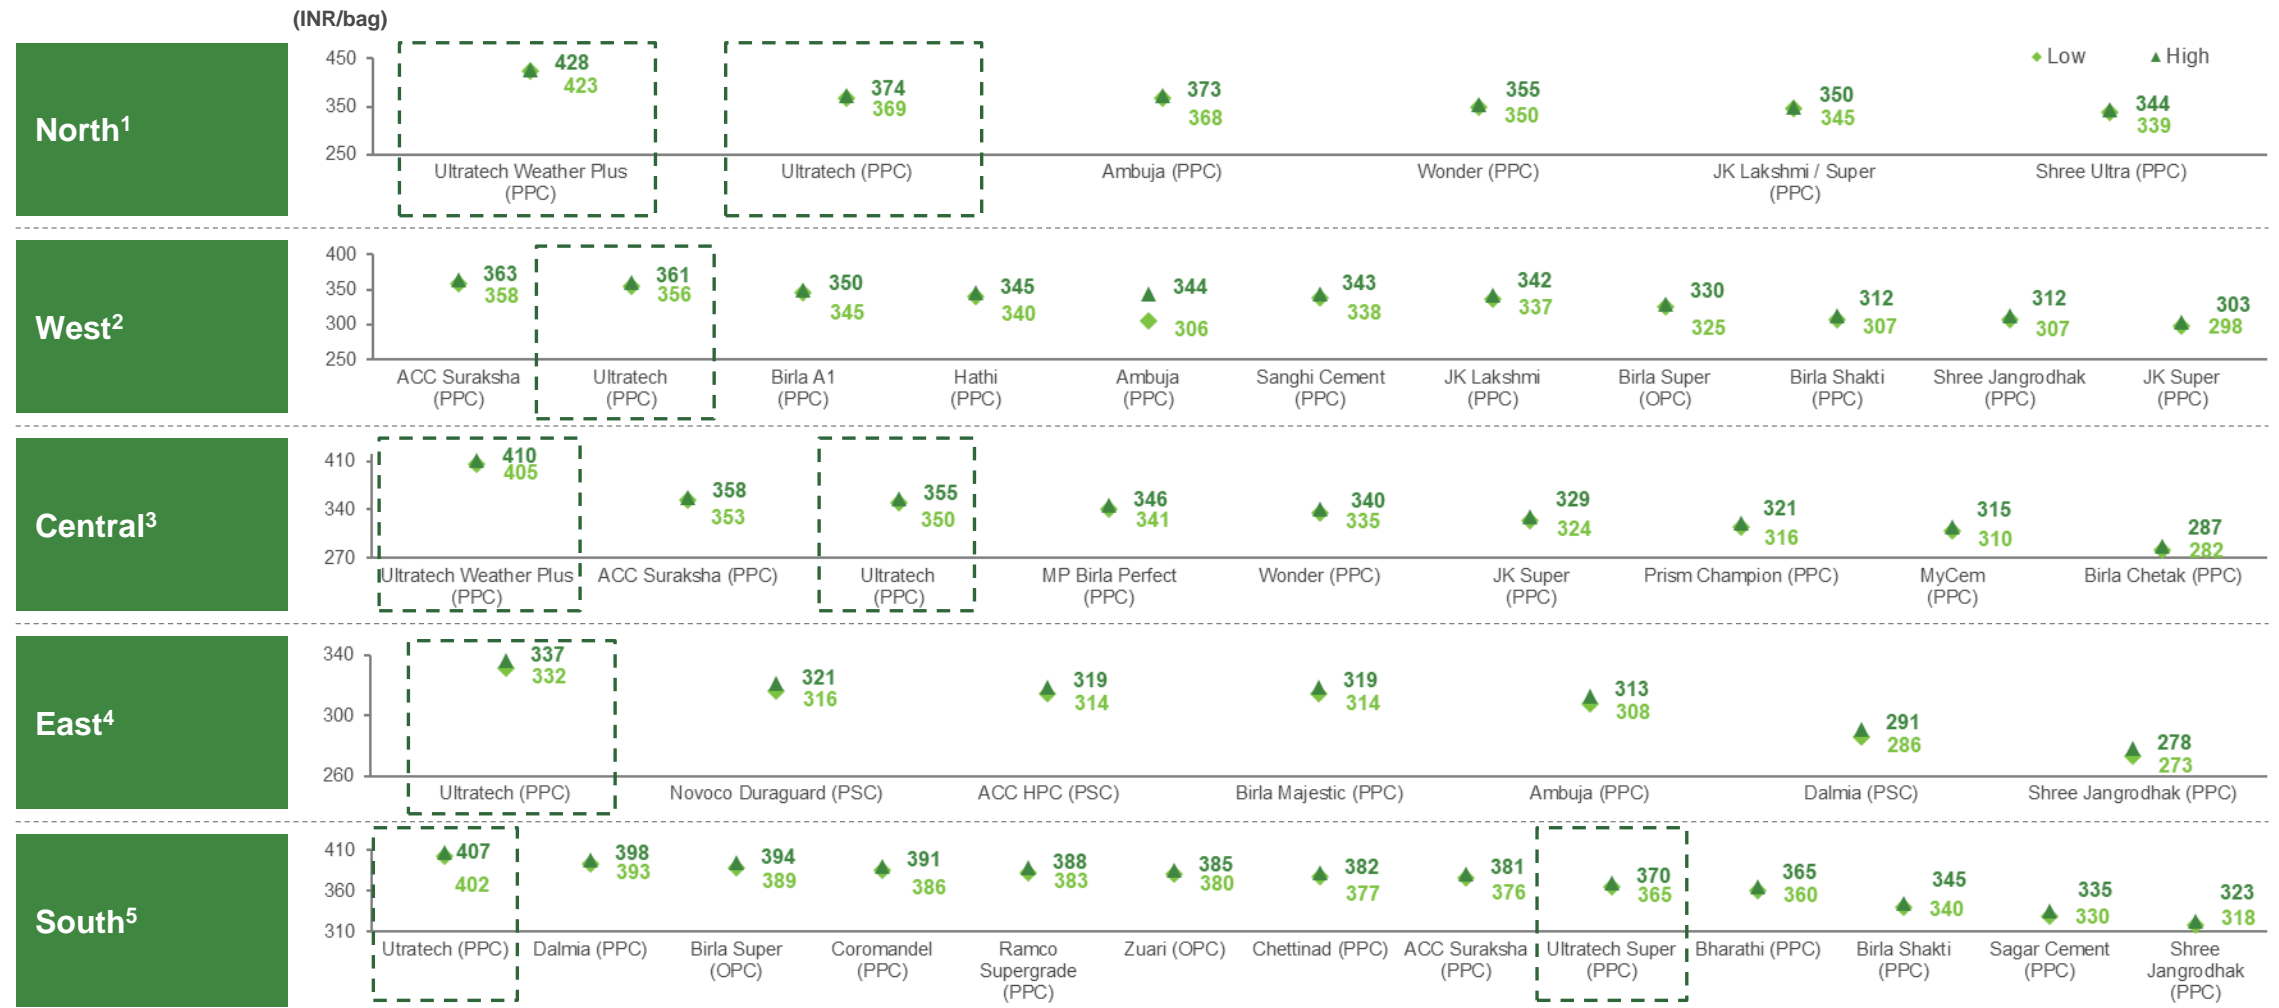 (INR/bag)
Low High
North1
450
350
250
428
423
374
369
373
368
355
350
350
345
344
339
Ultratech Weather Plus
(PPC)
Ultratech (PPC)
Ambuja (PPC)
Wonder (PPC)
JK Lakshmi / Super
(PPC)
Shree Ultra (PPC)
West2
400
350
300
250
363
358
361
356
350
345
345
340
344
306
343
338
342
337
330
325
312
307
312
307
303
298
ACC Suraksha
(PPC)
Ultratech
(PPC)
Birla A1
(PPC)
Hathi
(PPC)
Ambuja
(PPC)
Sanghi Cement
(PPC)
JK Lakshmi
(PPC)
Birla Super
(OPC)
Birla Shakti
(PPC)
Shree Jangrodhak
(PPC)
JK Super
(PPC)
Central3
410
340
270
410
405
358
353
355
350
346
341
340
335
329
324
321
316
315
310
287
282
Ultratech Weather Plus
(PPC)
ACC Suraksha (PPC)
Ultratech
(PPC)
MP Birla Perfect
(PPC)
Wonder (PPC)
JK Super
(PPC)
Prism Champion (PPC)
MyCem
(PPC)
Birla Chetak (PPC)
East4
340
300
260
337
332
321
316
319
314
319
314
313
308
291
286
278
273
Ultratech (PPC)
Novoco Duraguard (PSC)
ACC HPC (PSC)
Birla Majestic (PPC)
Ambuja (PPC)
Dalmia (PSC)
Shree Jangrodhak (PPC)
South5
410
360
310
407
402
398
393
394
389
391
386
388
383
385
380
382
377
381
376
370
365
365
360
345
340
335
330
323
318
Utratech (PPC)
Dalmia (PPC)
Birla Super
(OPC)
Coromandel
(PPC)
Ramco
Supergrade
(PPC)
Zuari (OPC)
Chettinad (PPC)
ACC Suraksha
(PPC)
Ultratech Super
(PPC)
Bharathi (PPC)
Birla Shakti
(PPC)
Sagar Cement
(PPC)
Shree
Jangrodhak
(PPC)